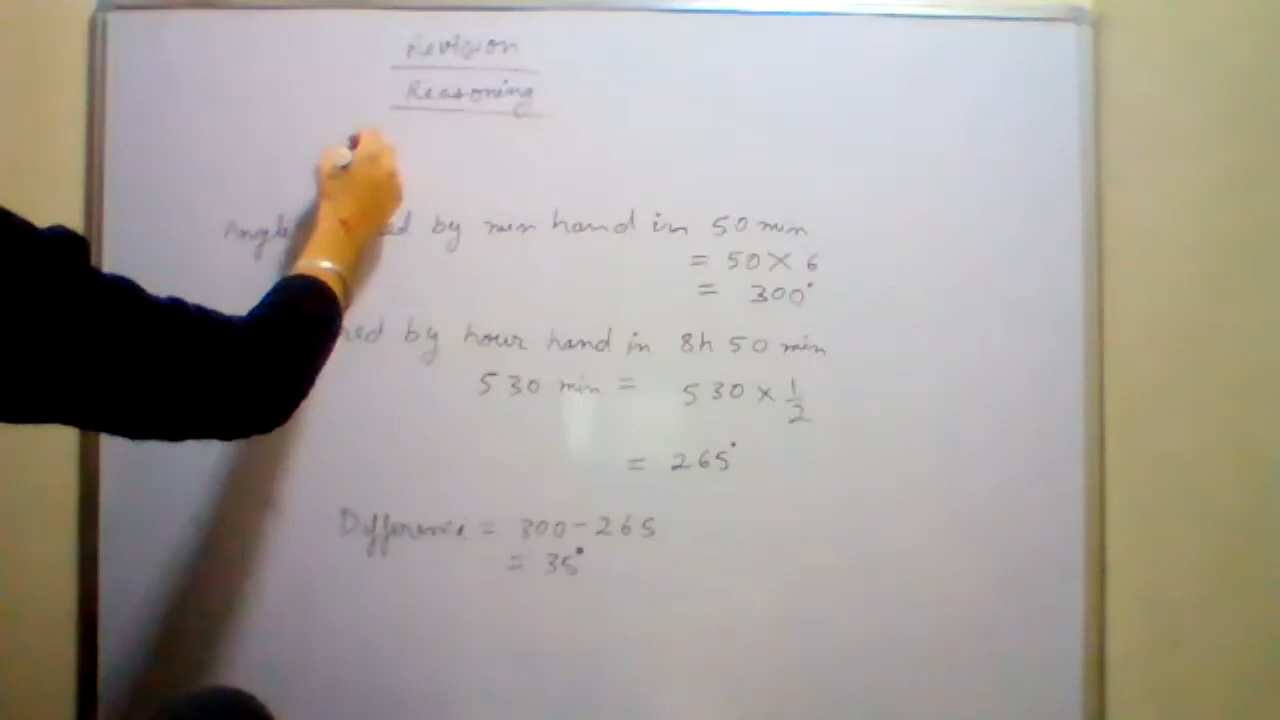 Revision
Reasoning
Angle by min hand in 50 min
= 50 × 6
= 300°
by hour hand in 8h 50 min
530 min = 530 × 1/2
= 265°
Difference = 300 - 265
= 35°